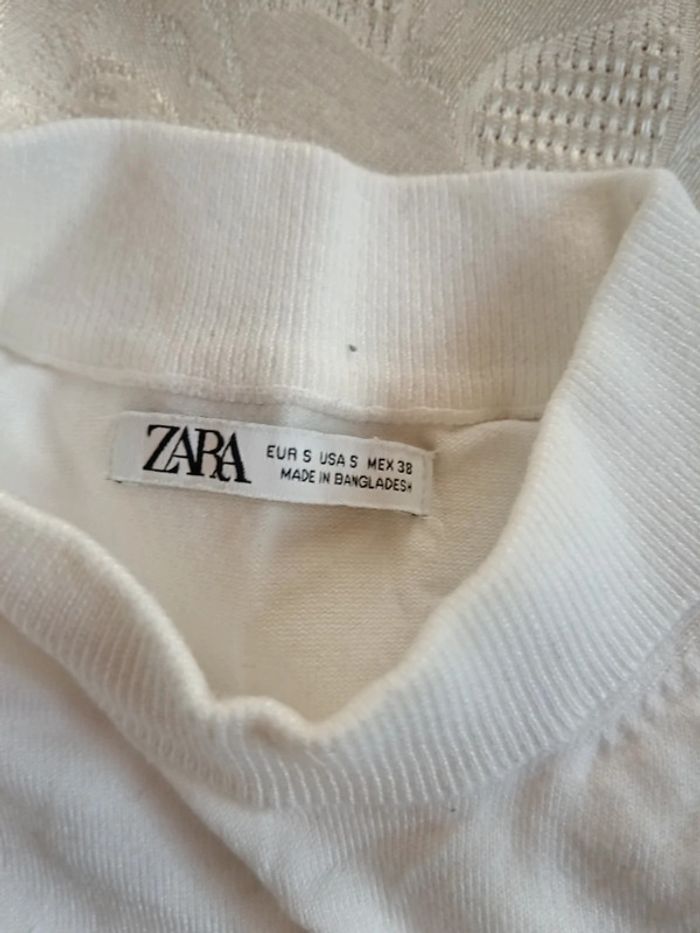 ZARA
EUR S USA S MEX 38
MADE IN BANGLADESH